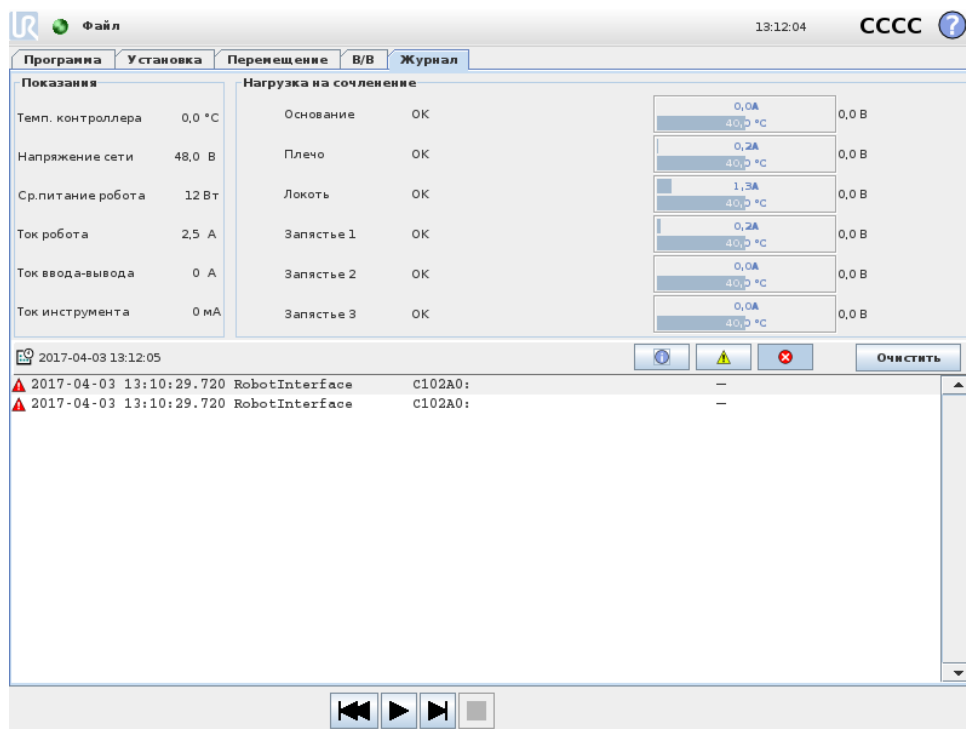 UR Файл 13:12:04 CCCC ?
Программа Установка Перемещение В/В Журнал
Показания Нагрузка на сочленение
Темп. контроллера 0,0 °C Основание OK 0,0A 40,0 °C 0,0 В
Напряжение сети 48,0 В Плечо OK 0,2A 40,0 °C 0,0 В
Ср.питание робота 12 Вт Локоть OK 1,3A 40,0 °C 0,0 В
Ток робота 2,5 А Запястье 1 OK 0,2A 40,0 °C 0,0 В
Ток ввода-вывода 0 А Запястье 2 OK 0,0A 40,0 °C 0,0 В
Ток инструмента 0 мА Запястье 3 OK 0,0A 40,0 °C 0,0 В
2017-04-03 13:12:05 Очистить
2017-04-03 13:10:29.720 RobotInterface C102A0: —
2017-04-03 13:10:29.720 RobotInterface C102A0: —